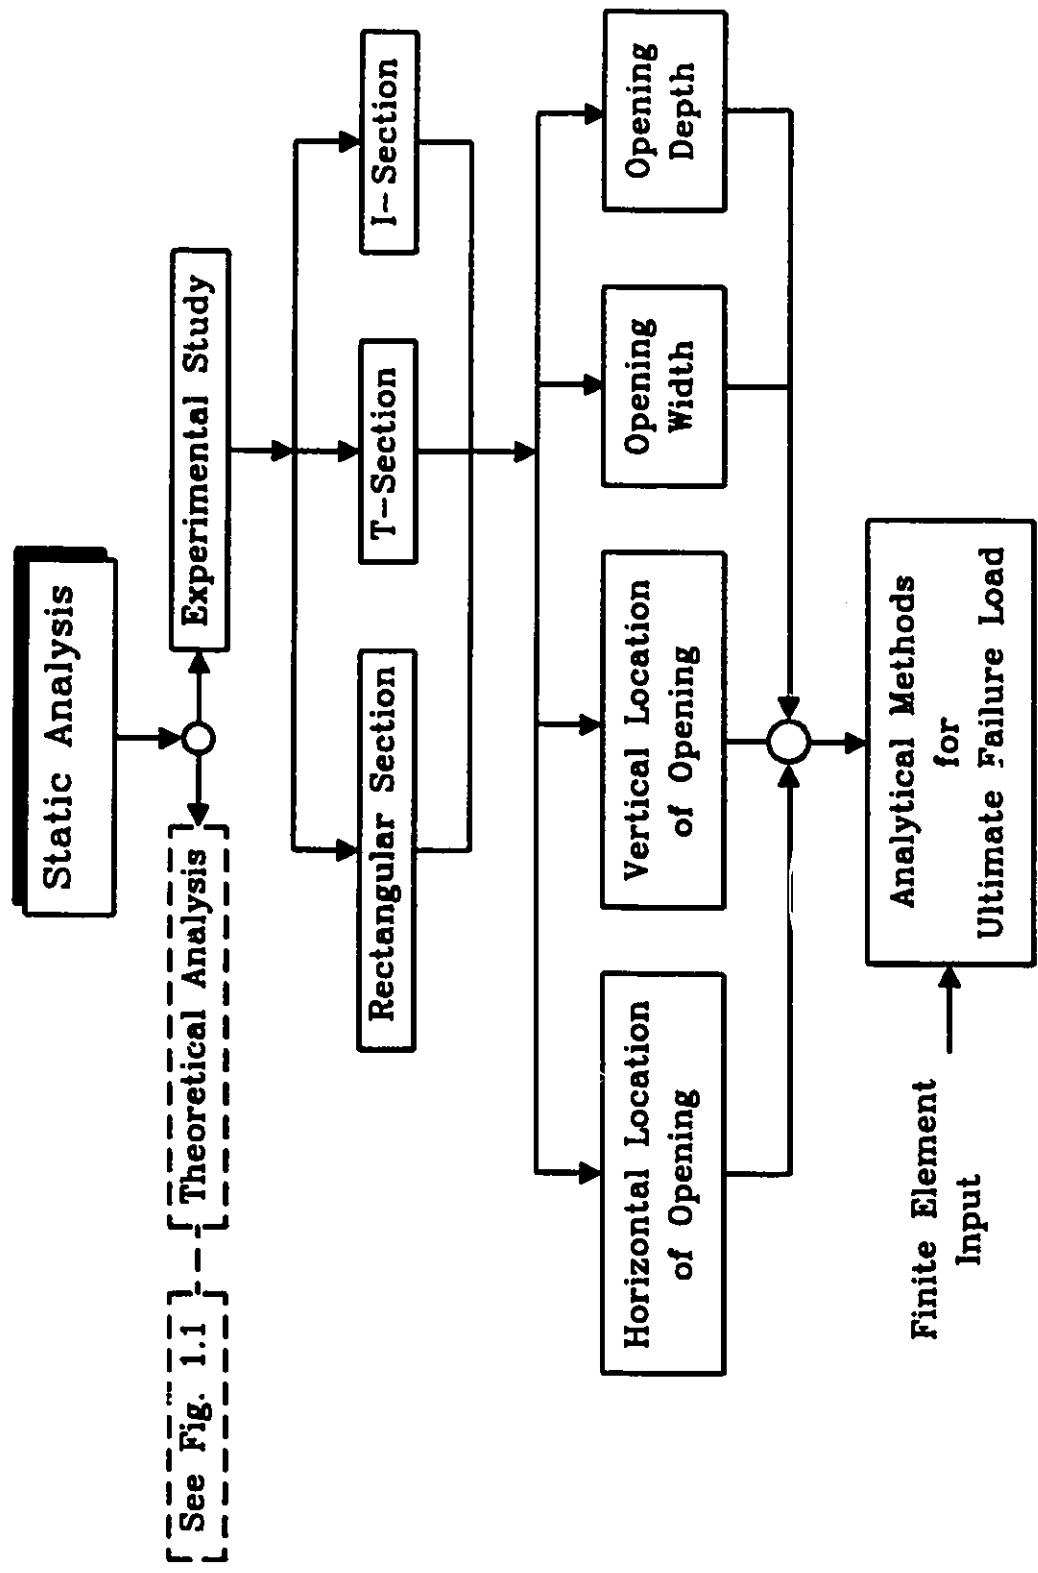 Static Analysis
See Fig. 1.1
Theoretical Analysis
Experimental Study
Rectangular Section
T-Section
I-Section
Horizontal Location
of Opening
Vertical Location
of Opening
Opening
Width
Opening
Depth
Finite Element
Input
Analytical Methods
for
Ultimate Failure Load